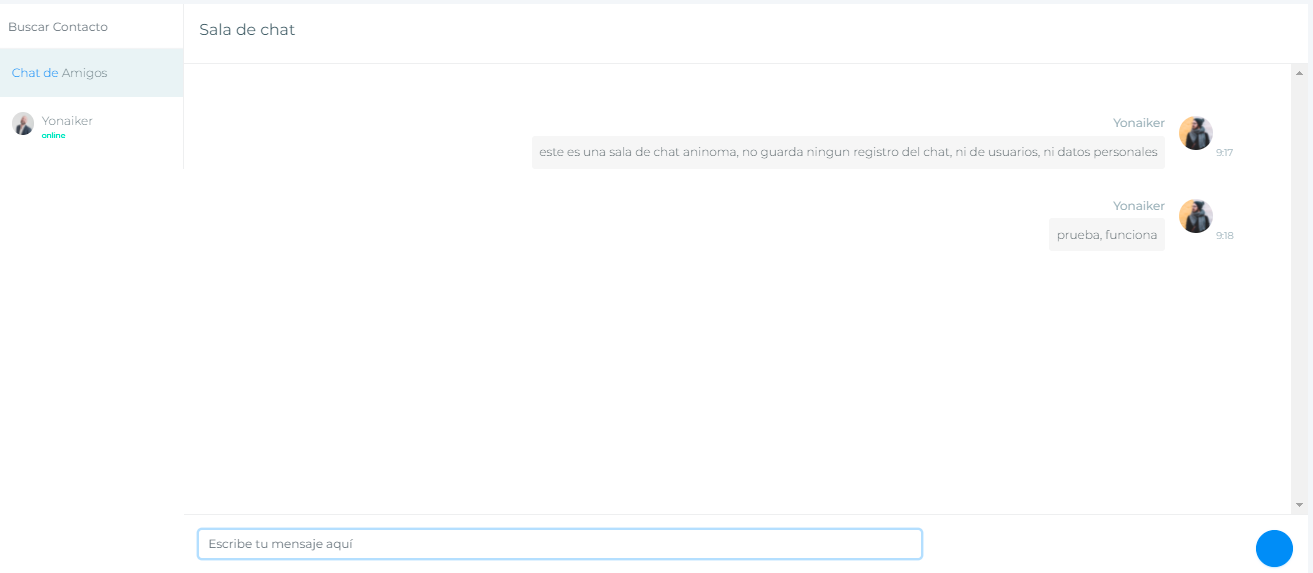 Buscar Contacto
Sala de chat
Chat de Amigos
Yonaiker
online
Yonaiker
este es una sala de chat aninoma, no guarda ningun registro del chat, ni de usuarios, ni datos personales
9:17
Yonaiker
prueba, funciona
9:18
Escribe tu mensaje aquí